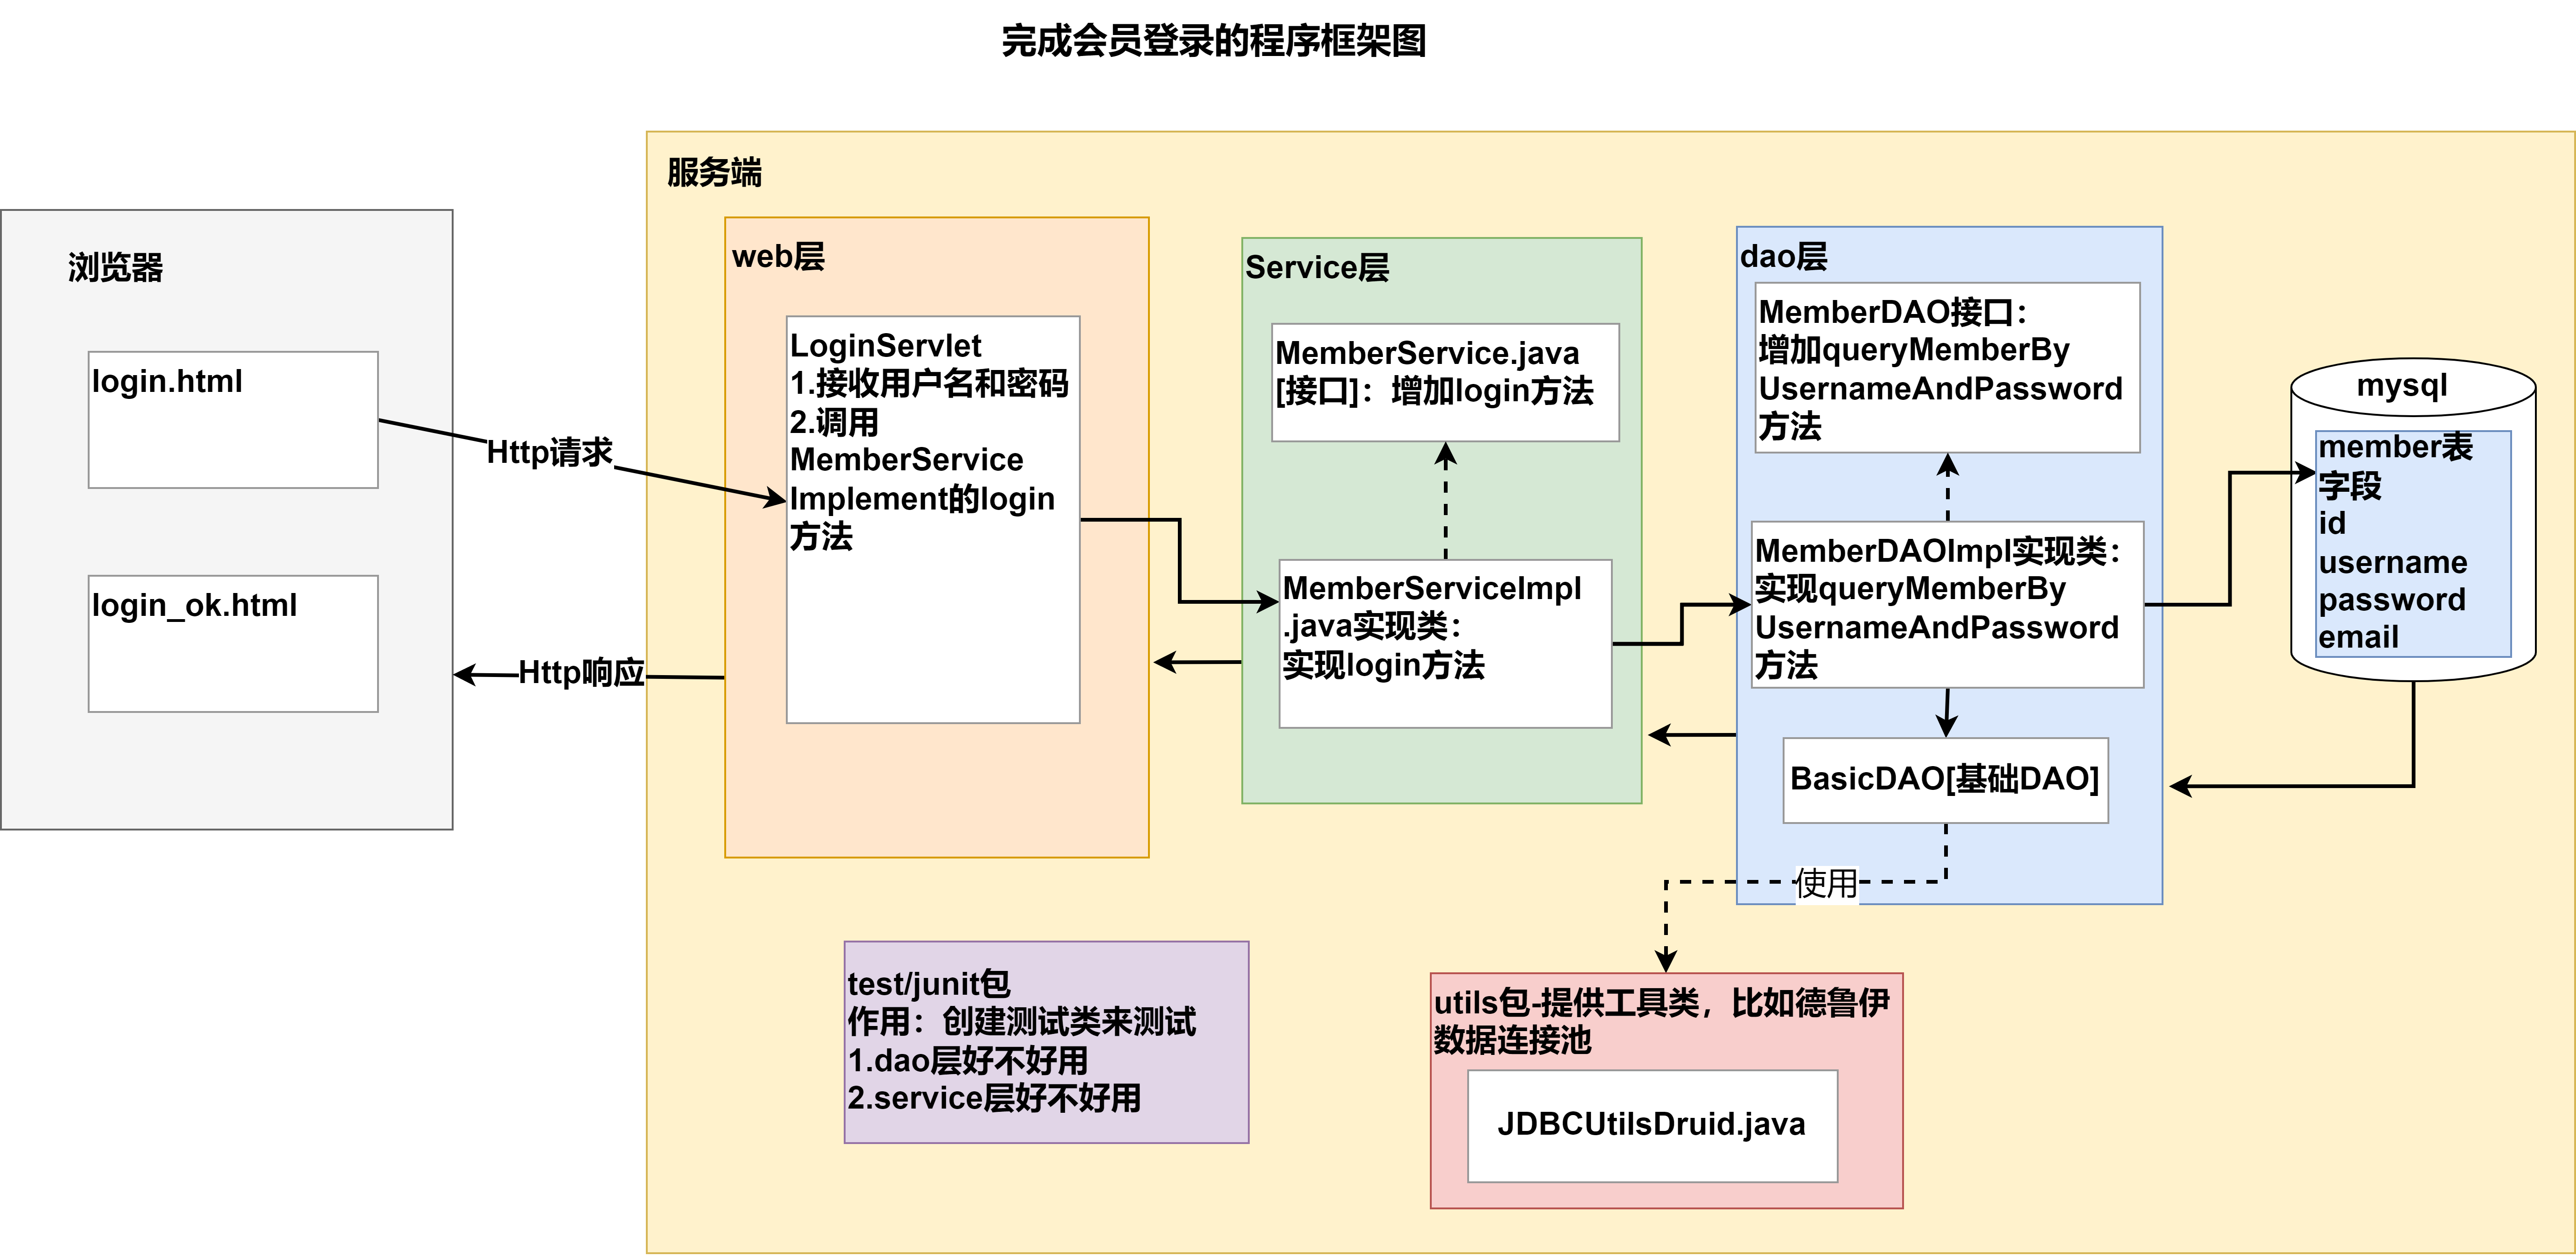 完成会员登录的程序框架图
服务端
浏览器
login.html
login_ok.html
Http请求
Http响应
web层
LoginServlet
1.接收用户名和密码
2.调用
MemberService
Implement的login
方法
Service层
MemberService.java
[接口]：增加login方法
MemberServiceImpl
.java实现类：
实现login方法
dao层
MemberDAO接口：
增加queryMemberBy
UsernameAndPassword
方法
MemberDAOImpl实现类：
实现queryMemberBy
UsernameAndPassword
方法
BasicDAO[基础DAO]
使用
mysql
member表
字段
id
username
password
email
test/junit包
作用：创建测试类来测试
1.dao层好不好用
2.service层好不好用
utils包-提供工具类，比如德鲁伊
数据连接池
JDBCUtilsDruid.java